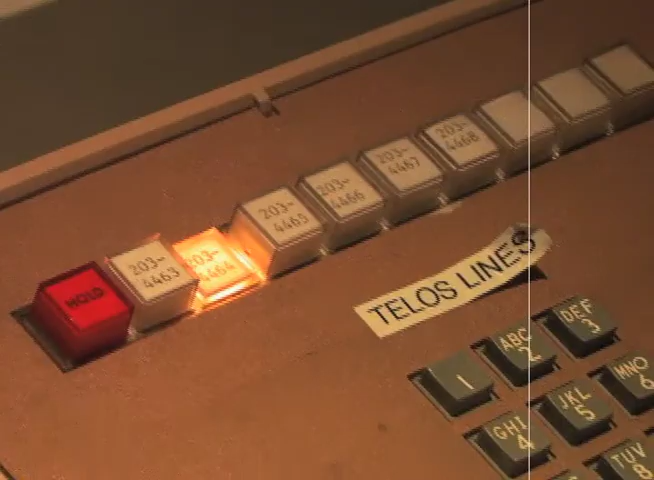 HOLD
203-
4463
203-
4464
203-
4465
203-
4466
203-
4467
203-
4468
TELOS LINES
1
ABC
2
DEF
3
GHI
4
JKL
5
MNO
6
TUV
8